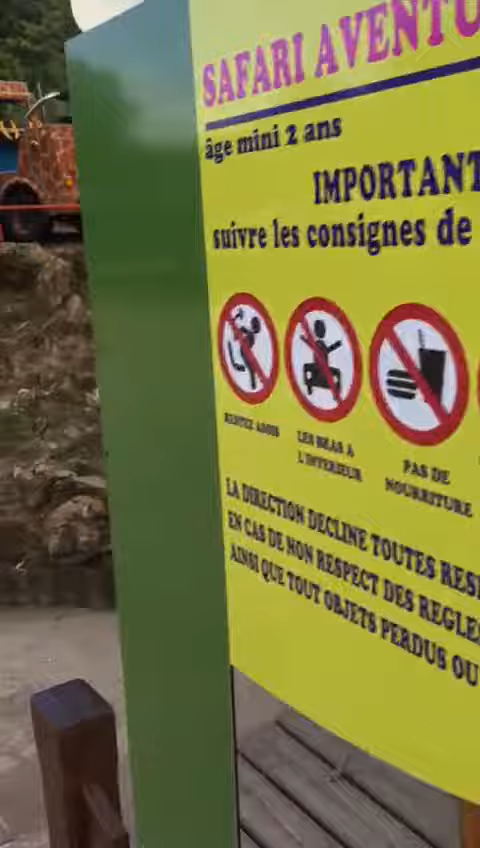 SAFARI AVENTU
âge mini 2 ans
IMPORTANT
suivre les consignes de
RESTEZ ASSIS
LES BRAS A
L'INTERIEUR
PAS DE
NOURRITURE
LA DIRECTION DECLINE TOUTES RES
EN CAS DE NON RESPECT DES REGLE
AINSI QUE TOUT OBJETS PERDUS OU